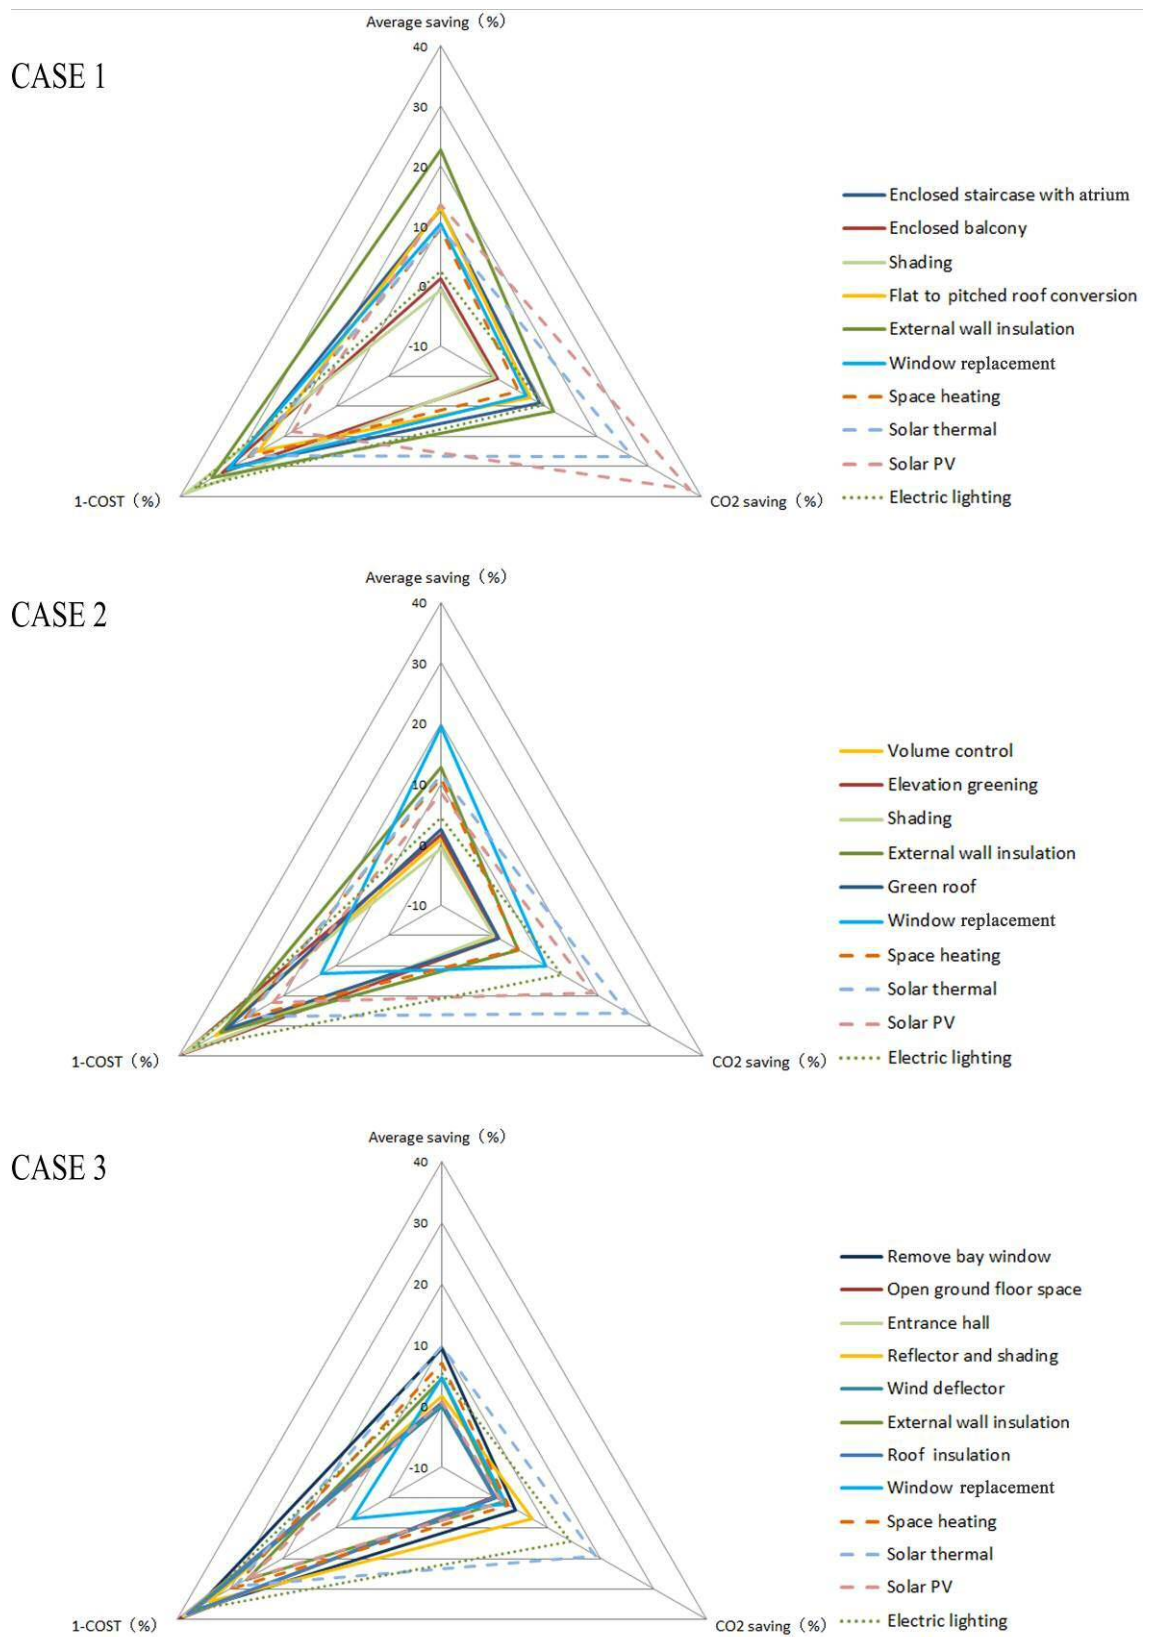 Average saving（%）
CASE 1
40
30
20
10
0
-10
1-COST（%）
CO2 saving（%）
Enclosed staircase with atrium
Enclosed balcony
Shading
Flat to pitched roof conversion
External wall insulation
Window replacement
Space heating
Solar thermal
Solar PV
Electric lighting
Average saving（%）
CASE 2
40
30
20
10
0
-10
1-COST（%）
CO2 saving（%）
Volume control
Elevation greening
Shading
External wall insulation
Green roof
Window replacement
Space heating
Solar thermal
Solar PV
Electric lighting
Average saving（%）
CASE 3
40
30
20
10
0
-10
1-COST（%）
CO2 saving（%）
Remove bay window
Open ground floor space
Entrance hall
Reflector and shading
Wind deflector
External wall insulation
Roof insulation
Window replacement
Space heating
Solar thermal
Solar PV
Electric lighting